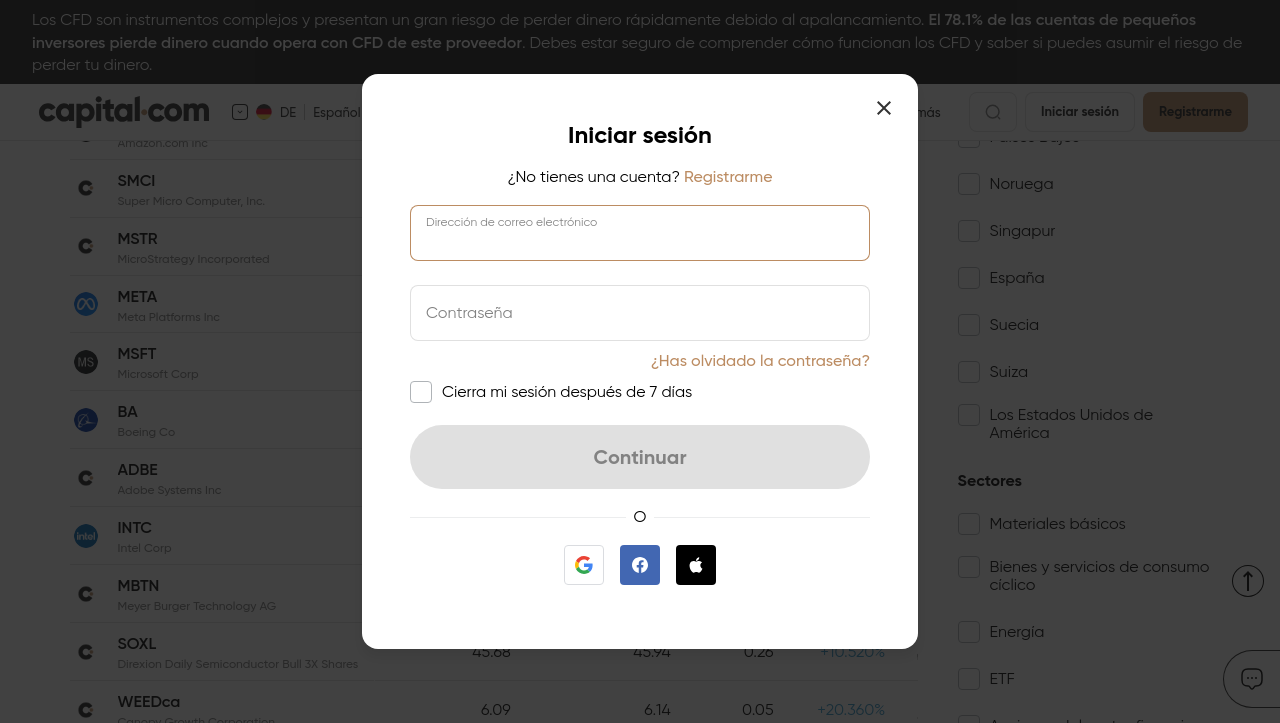 Los CFD son instrumentos complejos y presentan un gran riesgo de perder dinero rápidamente debido al apalancamiento. El 78.1% de las cuentas de pequeños
inversores pierde dinero cuando opera con CFD de este proveedor. Debes estar seguro de comprender cómo funcionan los CFD y saber si puedes asumir el riesgo de
perder tu dinero.
capital.com
DE
Español
más
Iniciar sesión
Registrarme
Amazon.com Inc
SMCI
Super Micro Computer, Inc.
MSTR
MicroStrategy Incorporated
META
Meta Platforms Inc
MS
MSFT
Microsoft Corp
BA
Boeing Co
ADBE
Adobe Systems Inc
intel
INTC
Intel Corp
MBTN
Meyer Burger Technology AG
SOXL
Direxion Daily Semiconductor Bull 3X Shares
45.68 45.94 0.26 +10.520%
WEEDca
Canopy Growth Corporation
6.09 6.14 0.05 +20.360%
Iniciar sesión
¿No tienes una cuenta? Registrarme
Dirección de correo electrónico
Contraseña
¿Has olvidado la contraseña?
Cierra mi sesión después de 7 días
Continuar
O
Países Bajos
Noruega
Singapur
España
Suecia
Suiza
Los Estados Unidos de
América
Sectores
Materiales básicos
Bienes y servicios de consumo
cíclico
Energía
ETF